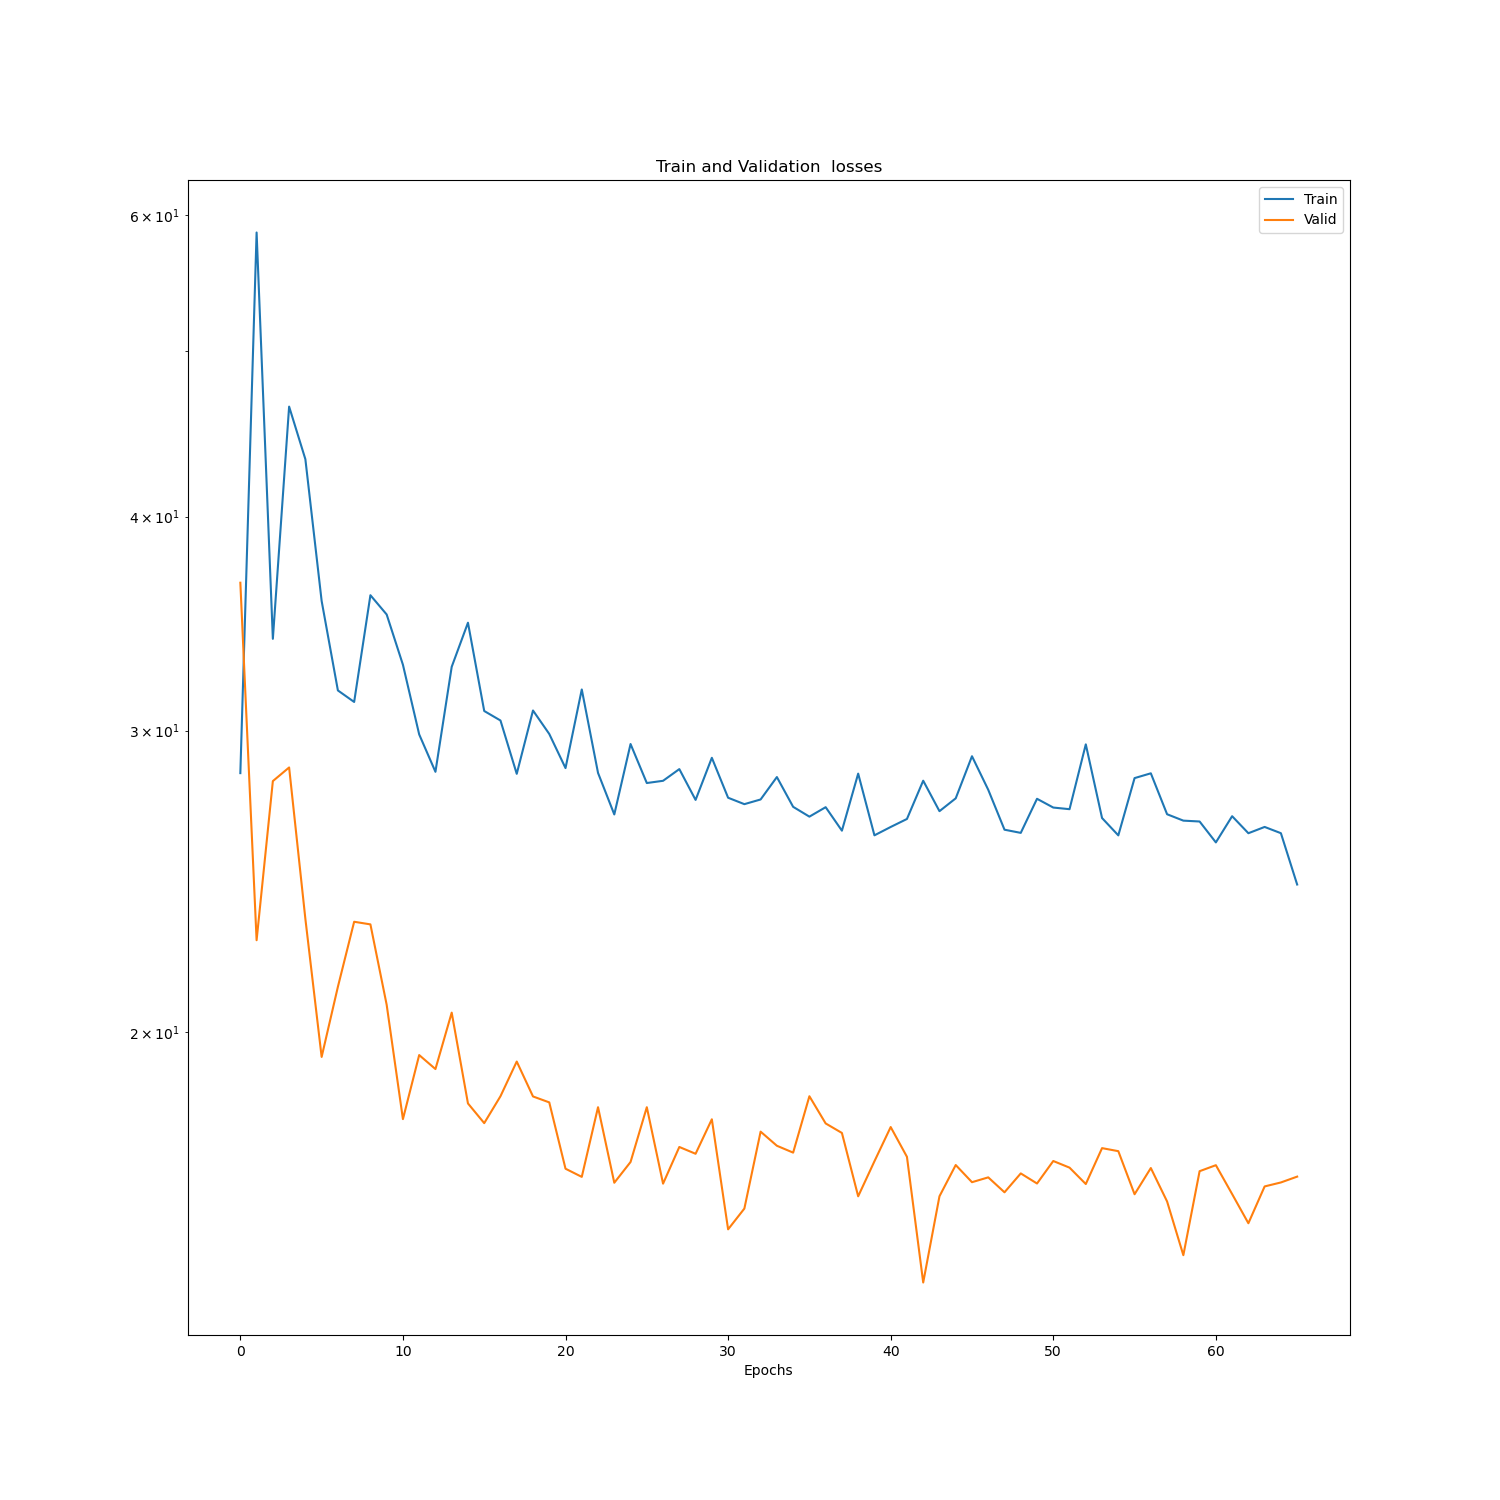 Train and Validation  losses
Train
Valid
6 × 10¹
4 × 10¹
3 × 10¹
2 × 10¹
0 10 20 30 40 50 60
Epochs